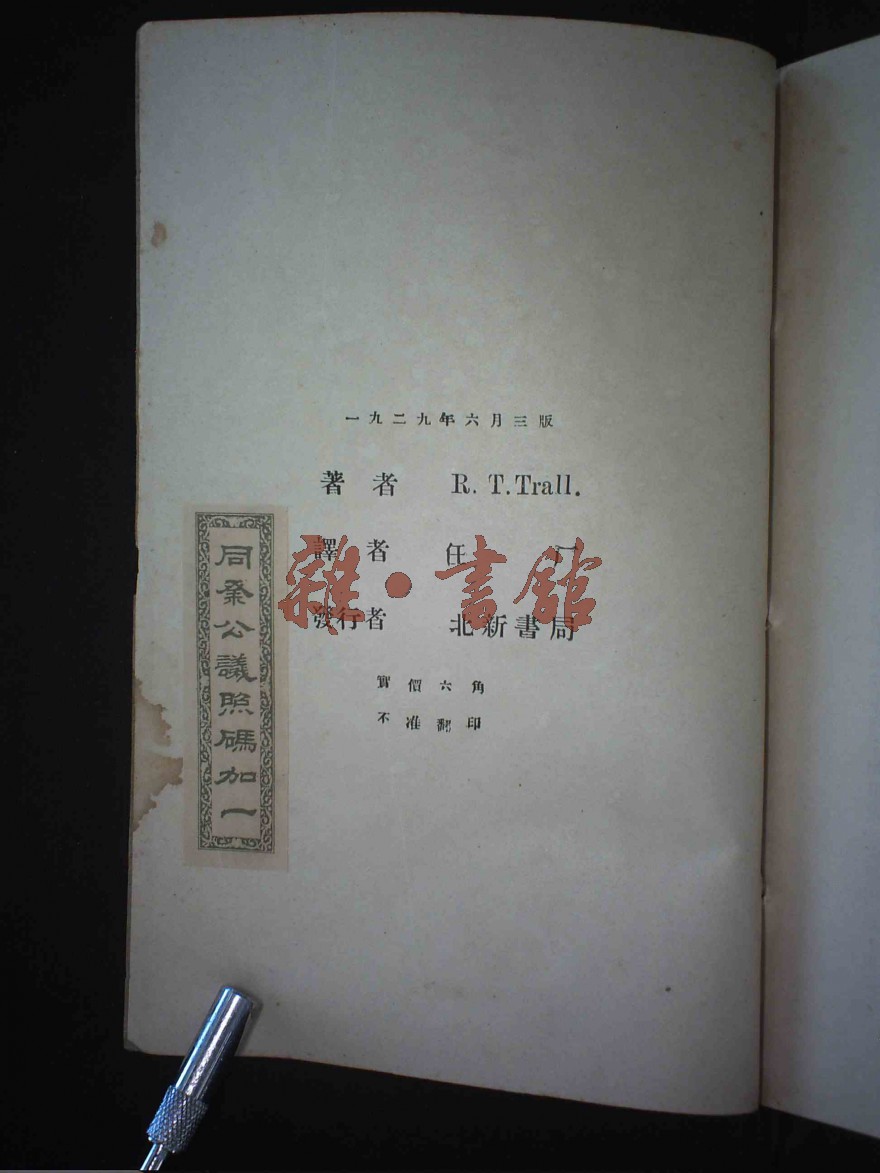 一九二九年六月三版
著者 R. T. Trall.
譯者 任
發行者 北新書局
實價六角
不准翻印
同業公議照碼加一
雜·書館